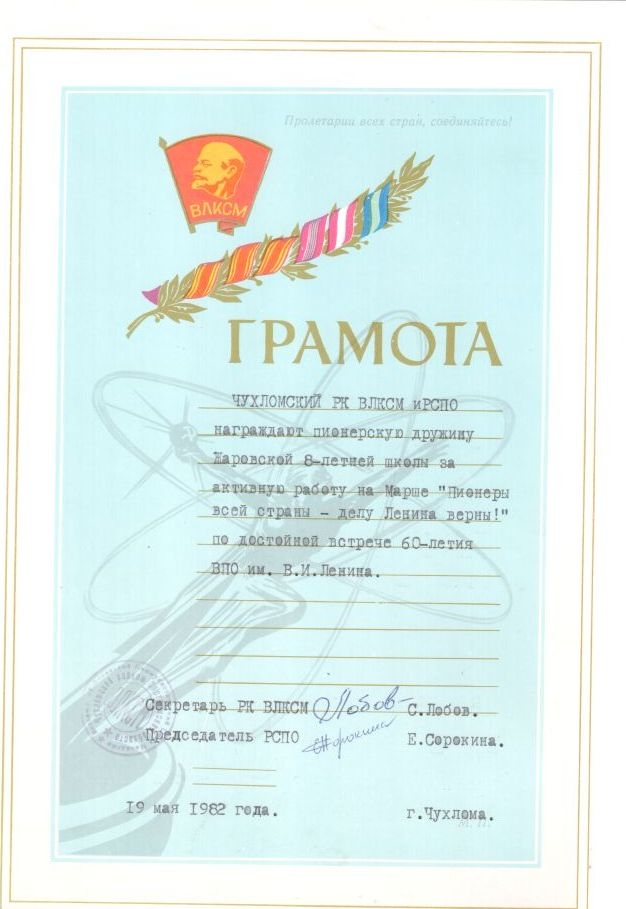 Пролетарии всех стран, соединяйтесь!
ВЛКСМ
ГРАМОТА
ЧУХЛОМСКИЙ РК ВЛКСМ иРСПО
награждают пионерскую дружину
Жаровской 8-летней школы за
активную работу на Марше "Пионеры
всей страны - делу Ленина верны!"
по достойной встрече 60-летия
ВПО им. В.И.Ленина.
Секретарь РК ВЛКСМ Лобов С.Лобов.
Председатель РСПО ЕСорокина Е.Сорокина.
19 мая 1982 года. г.Чухлома.
М. П.